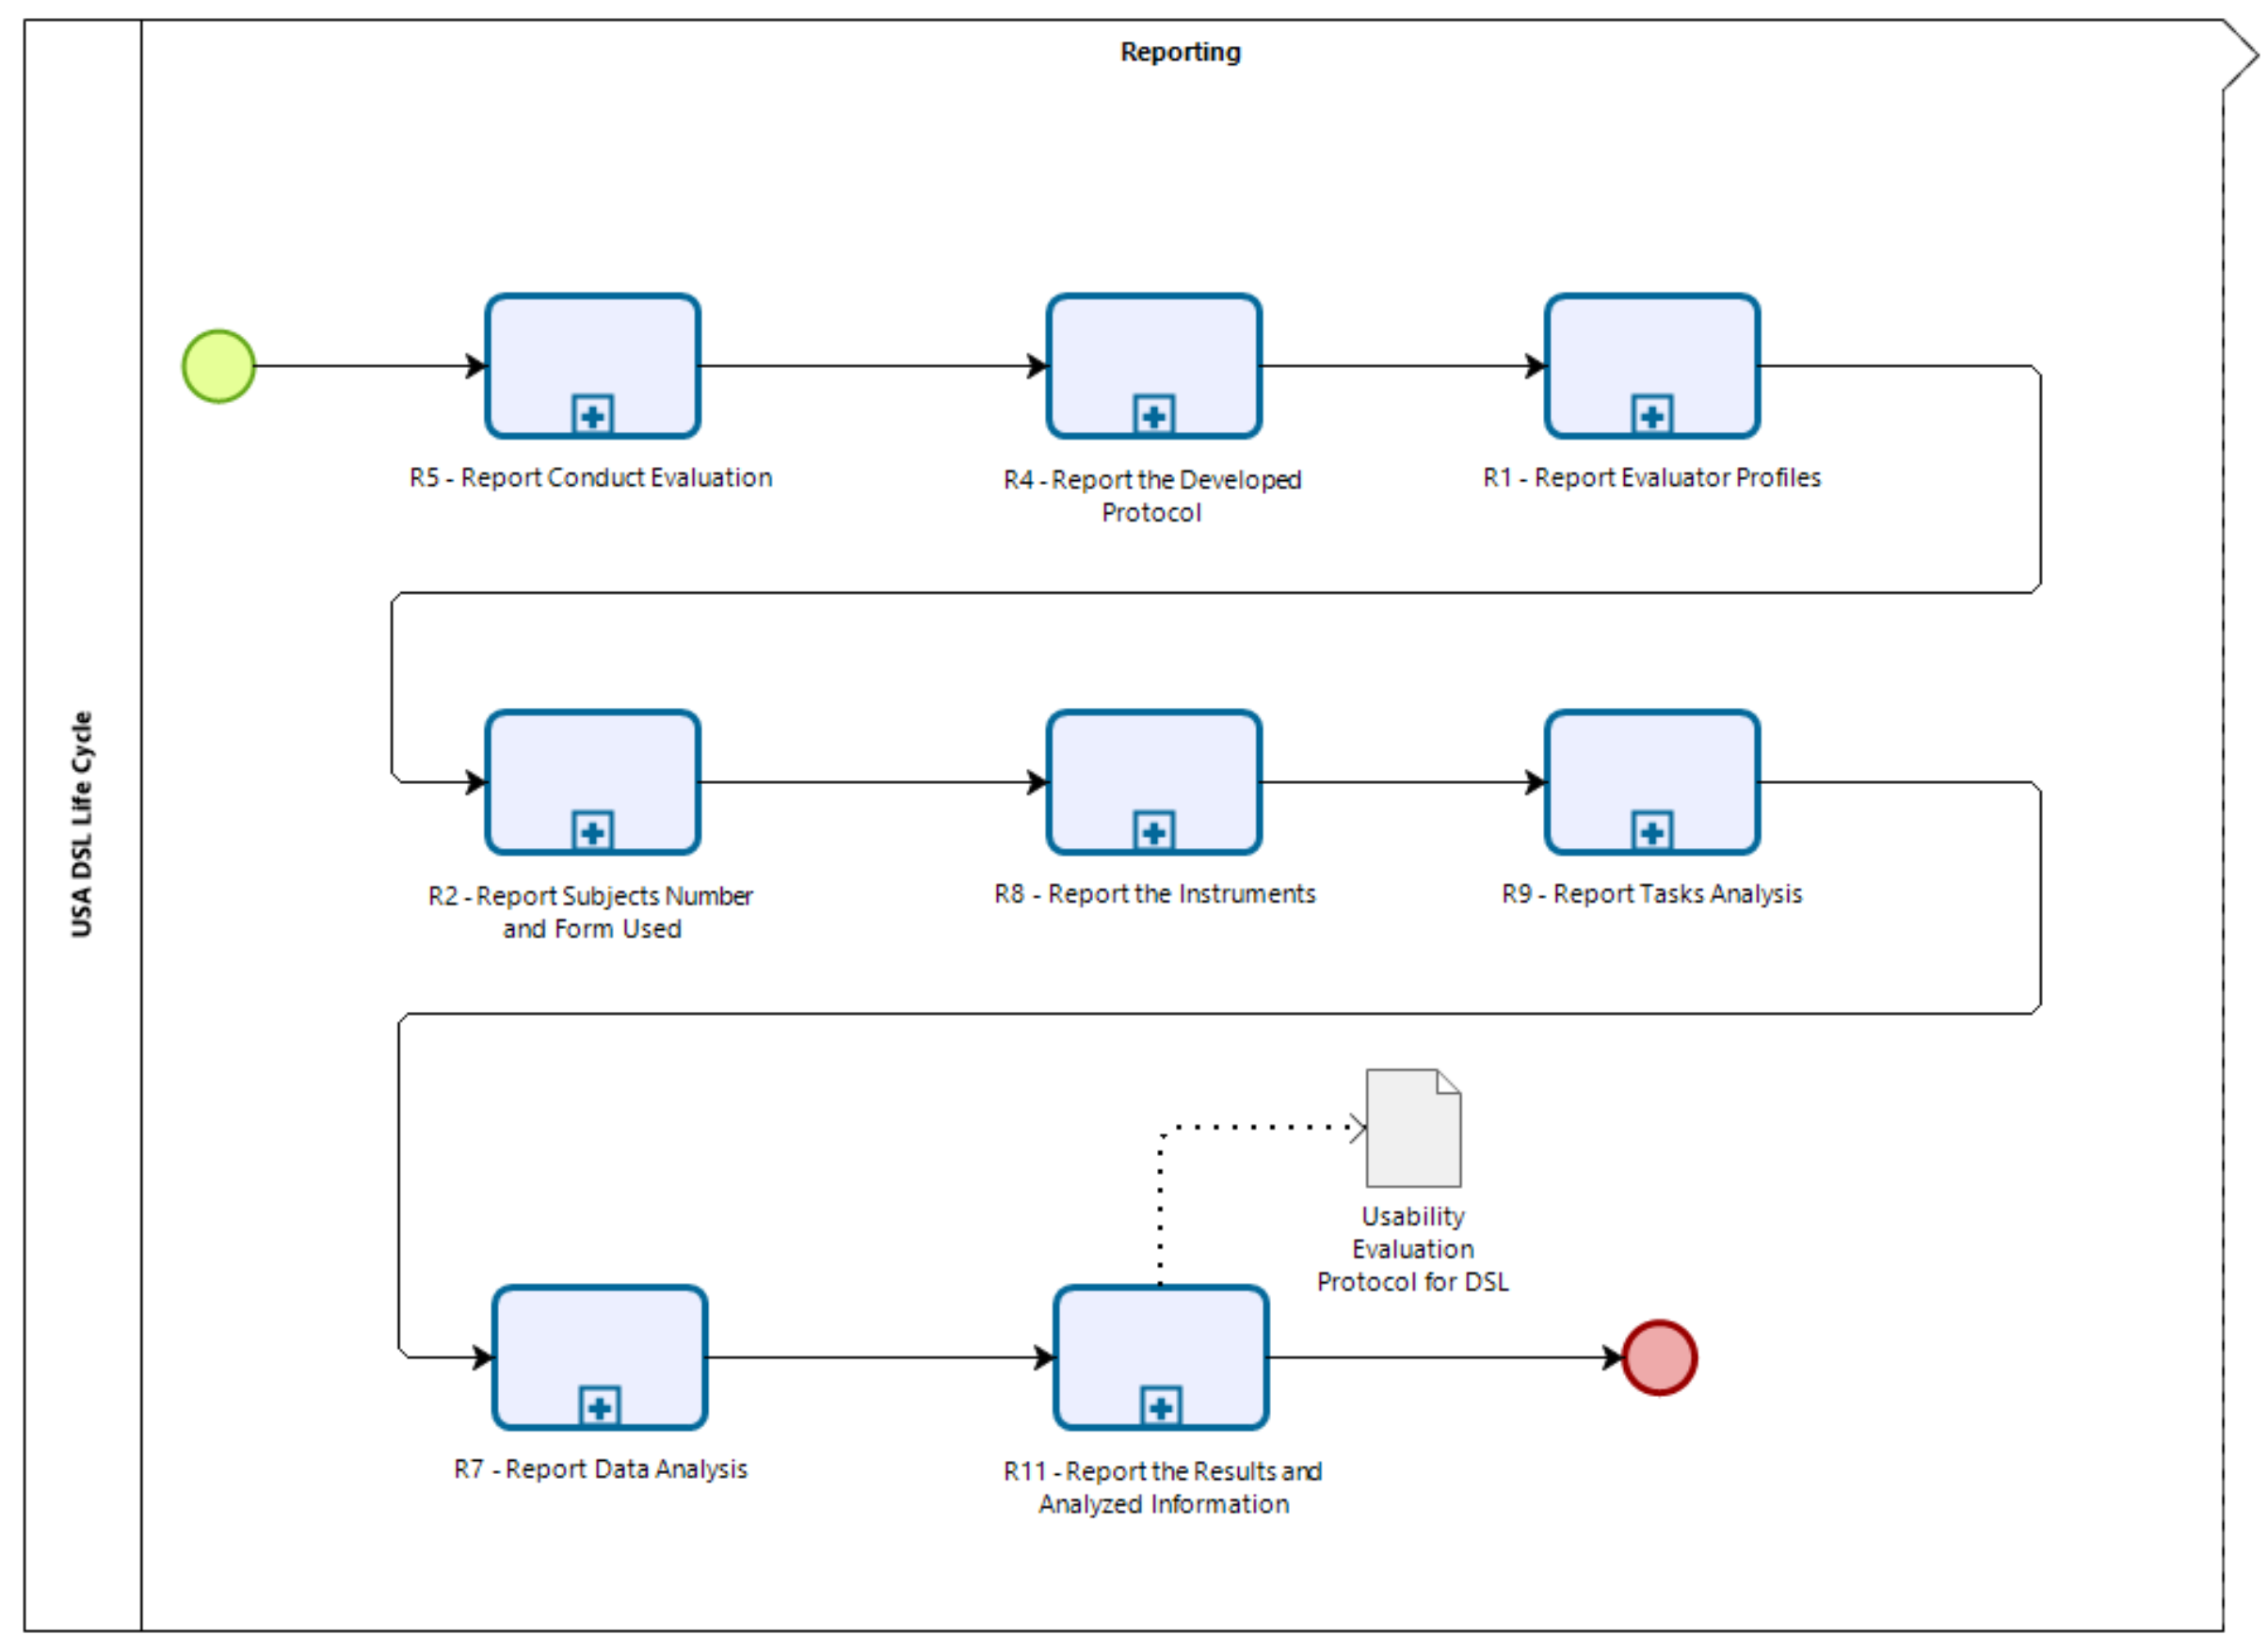 Reporting
USA DSL Life Cycle
R5 - Report Conduct Evaluation
R4 - Report the Developed
Protocol
R1 - Report Evaluator Profiles
R2 - Report Subjects Number
and Form Used
R8 - Report the Instruments
R9 - Report Tasks Analysis
Usability
Evaluation
Protocol for DSL
R7 - Report Data Analysis
R11 - Report the Results and
Analyzed Information